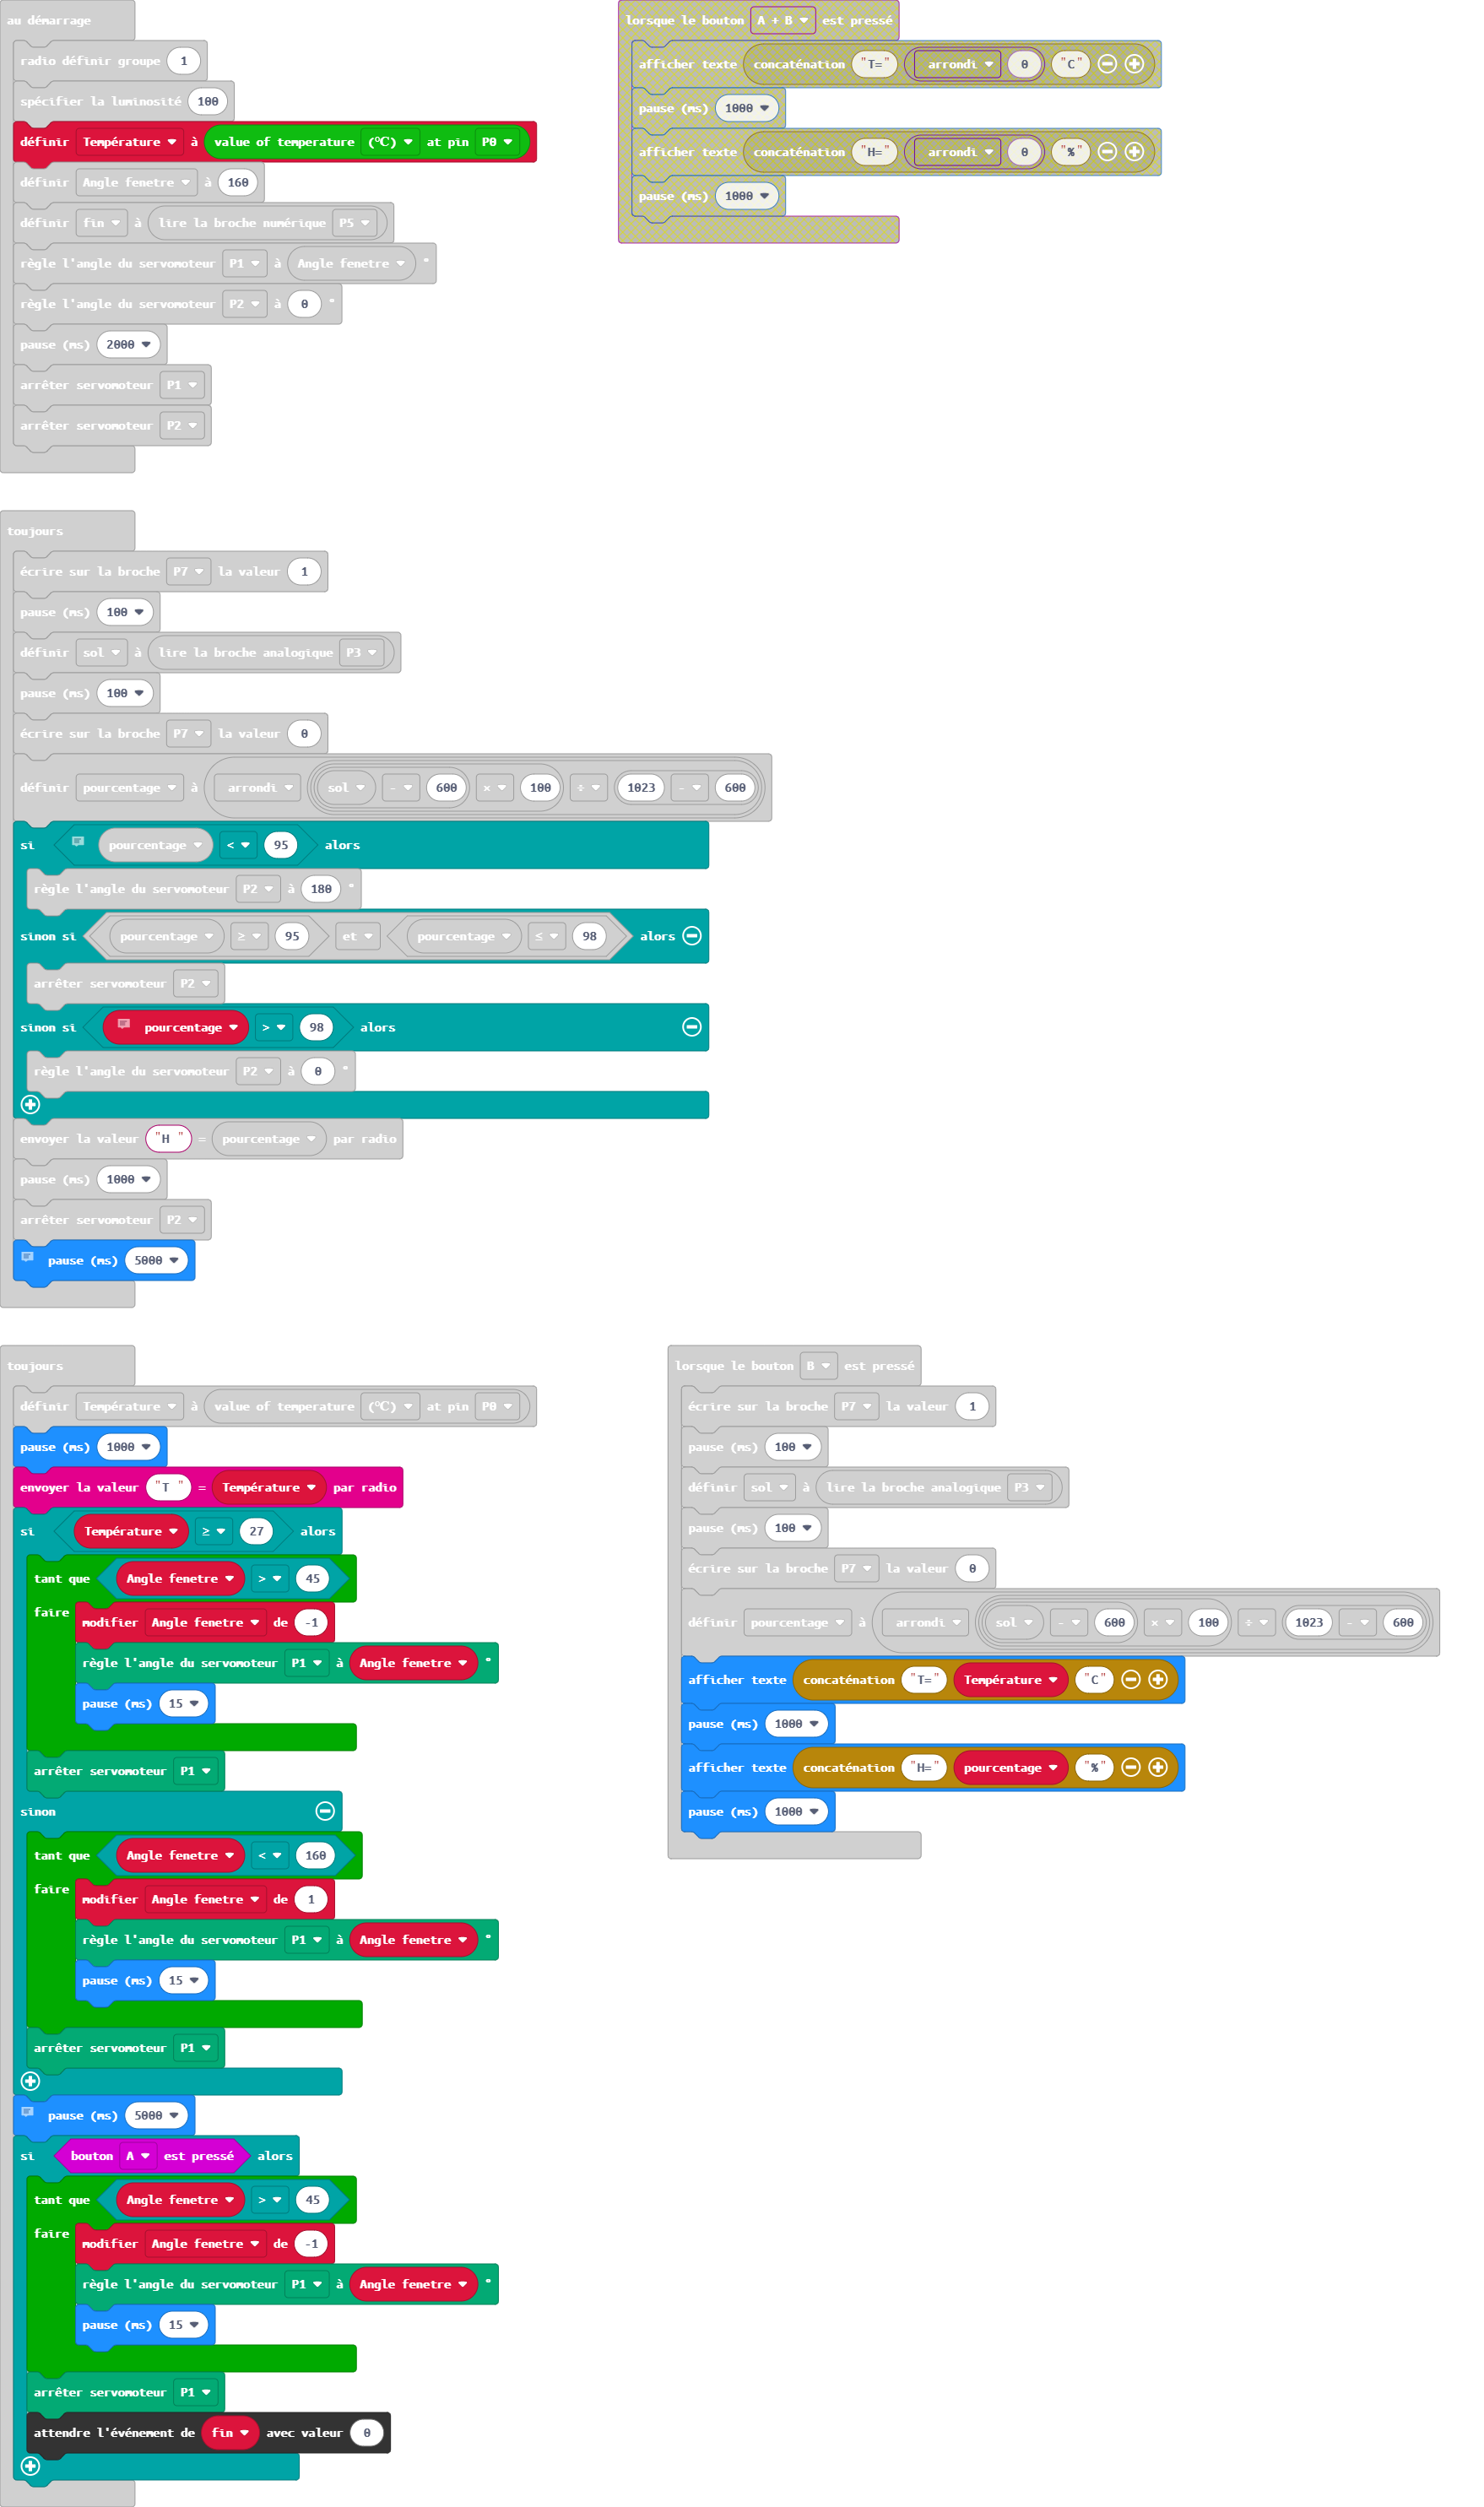 au démarrage
radio définir groupe 1
spécifier la luminosité 100
définir Température à value of temperature (℃) at pin P0
définir Angle fenetre à 160
définir fin à lire la broche numérique P5
règle l'angle du servomoteur P1 à Angle fenetre °
règle l'angle du servomoteur P2 à 0 °
pause (ms) 2000
arrêter servomoteur P1
arrêter servomoteur P2
lorsque le bouton A + B est pressé
afficher texte concaténation "T=" arrondi 0 "C"
pause (ms) 1000
afficher texte concaténation "H=" arrondi 0 "%"
pause (ms) 1000
toujours
écrire sur la broche P7 la valeur 1
pause (ms) 100
définir sol à lire la broche analogique P3
pause (ms) 100
écrire sur la broche P7 la valeur 0
définir pourcentage à arrondi sol - 600 × 100 ÷ 1023 - 600
si pourcentage < 95 alors
règle l'angle du servomoteur P2 à 180 °
sinon si pourcentage ≥ 95 et pourcentage ≤ 98 alors
arrêter servomoteur P2
sinon si pourcentage > 98 alors
règle l'angle du servomoteur P2 à 0 °
envoyer la valeur "H " = pourcentage par radio
pause (ms) 1000
arrêter servomoteur P2
pause (ms) 5000
toujours
définir Température à value of temperature (℃) at pin P0
pause (ms) 1000
envoyer la valeur "T " = Température par radio
si Température ≥ 27 alors
tant que Angle fenetre > 45
faire modifier Angle fenetre de -1
règle l'angle du servomoteur P1 à Angle fenetre °
pause (ms) 15
arrêter servomoteur P1
sinon
tant que Angle fenetre < 160
faire modifier Angle fenetre de 1
règle l'angle du servomoteur P1 à Angle fenetre °
pause (ms) 15
arrêter servomoteur P1
pause (ms) 5000
si bouton A est pressé alors
tant que Angle fenetre > 45
faire modifier Angle fenetre de -1
règle l'angle du servomoteur P1 à Angle fenetre °
pause (ms) 15
arrêter servomoteur P1
attendre l'événement de fin avec valeur 0
lorsque le bouton B est pressé
écrire sur la broche P7 la valeur 1
pause (ms) 100
définir sol à lire la broche analogique P3
pause (ms) 100
écrire sur la broche P7 la valeur 0
définir pourcentage à arrondi sol - 600 × 100 ÷ 1023 - 600
afficher texte concaténation "T=" Température "C"
pause (ms) 1000
afficher texte concaténation "H=" pourcentage "%"
pause (ms) 1000